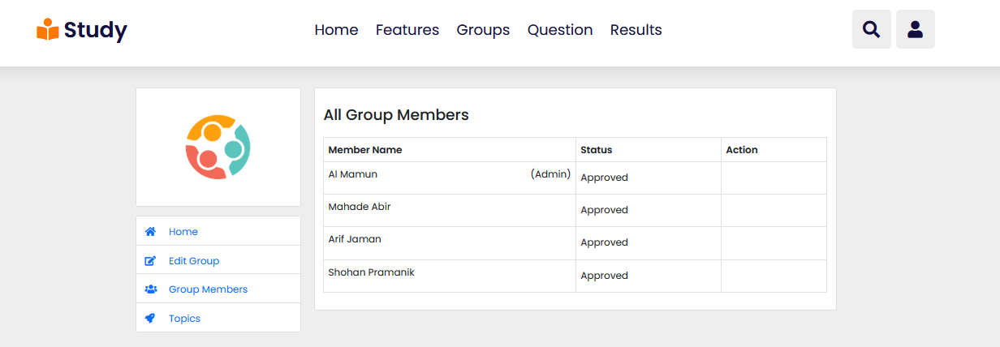 Study
Home Features Groups Question Results
All Group Members
Member Name Status Action
Al Mamun (Admin) Approved
Mahade Abir Approved
Arif Jaman Approved
Shohan Pramanik Approved
Home
Edit Group
Group Members
Topics